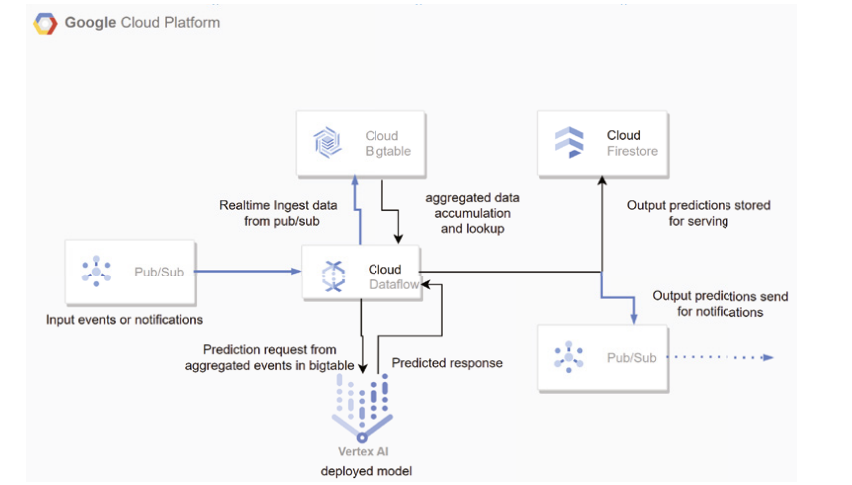 Google Cloud Platform
Cloud
Bigtable
Cloud
Firestore
Realtime Ingest data
from pub/sub
aggregated data
accumulation
and lookup
Output predictions stored
for serving
Pub/Sub
Cloud
Dataflow
Input events or notifications
Output predictions send
for notifications
Prediction request from
aggregated events in bigtable
Predicted response
Pub/Sub
Vertex AI
deployed model